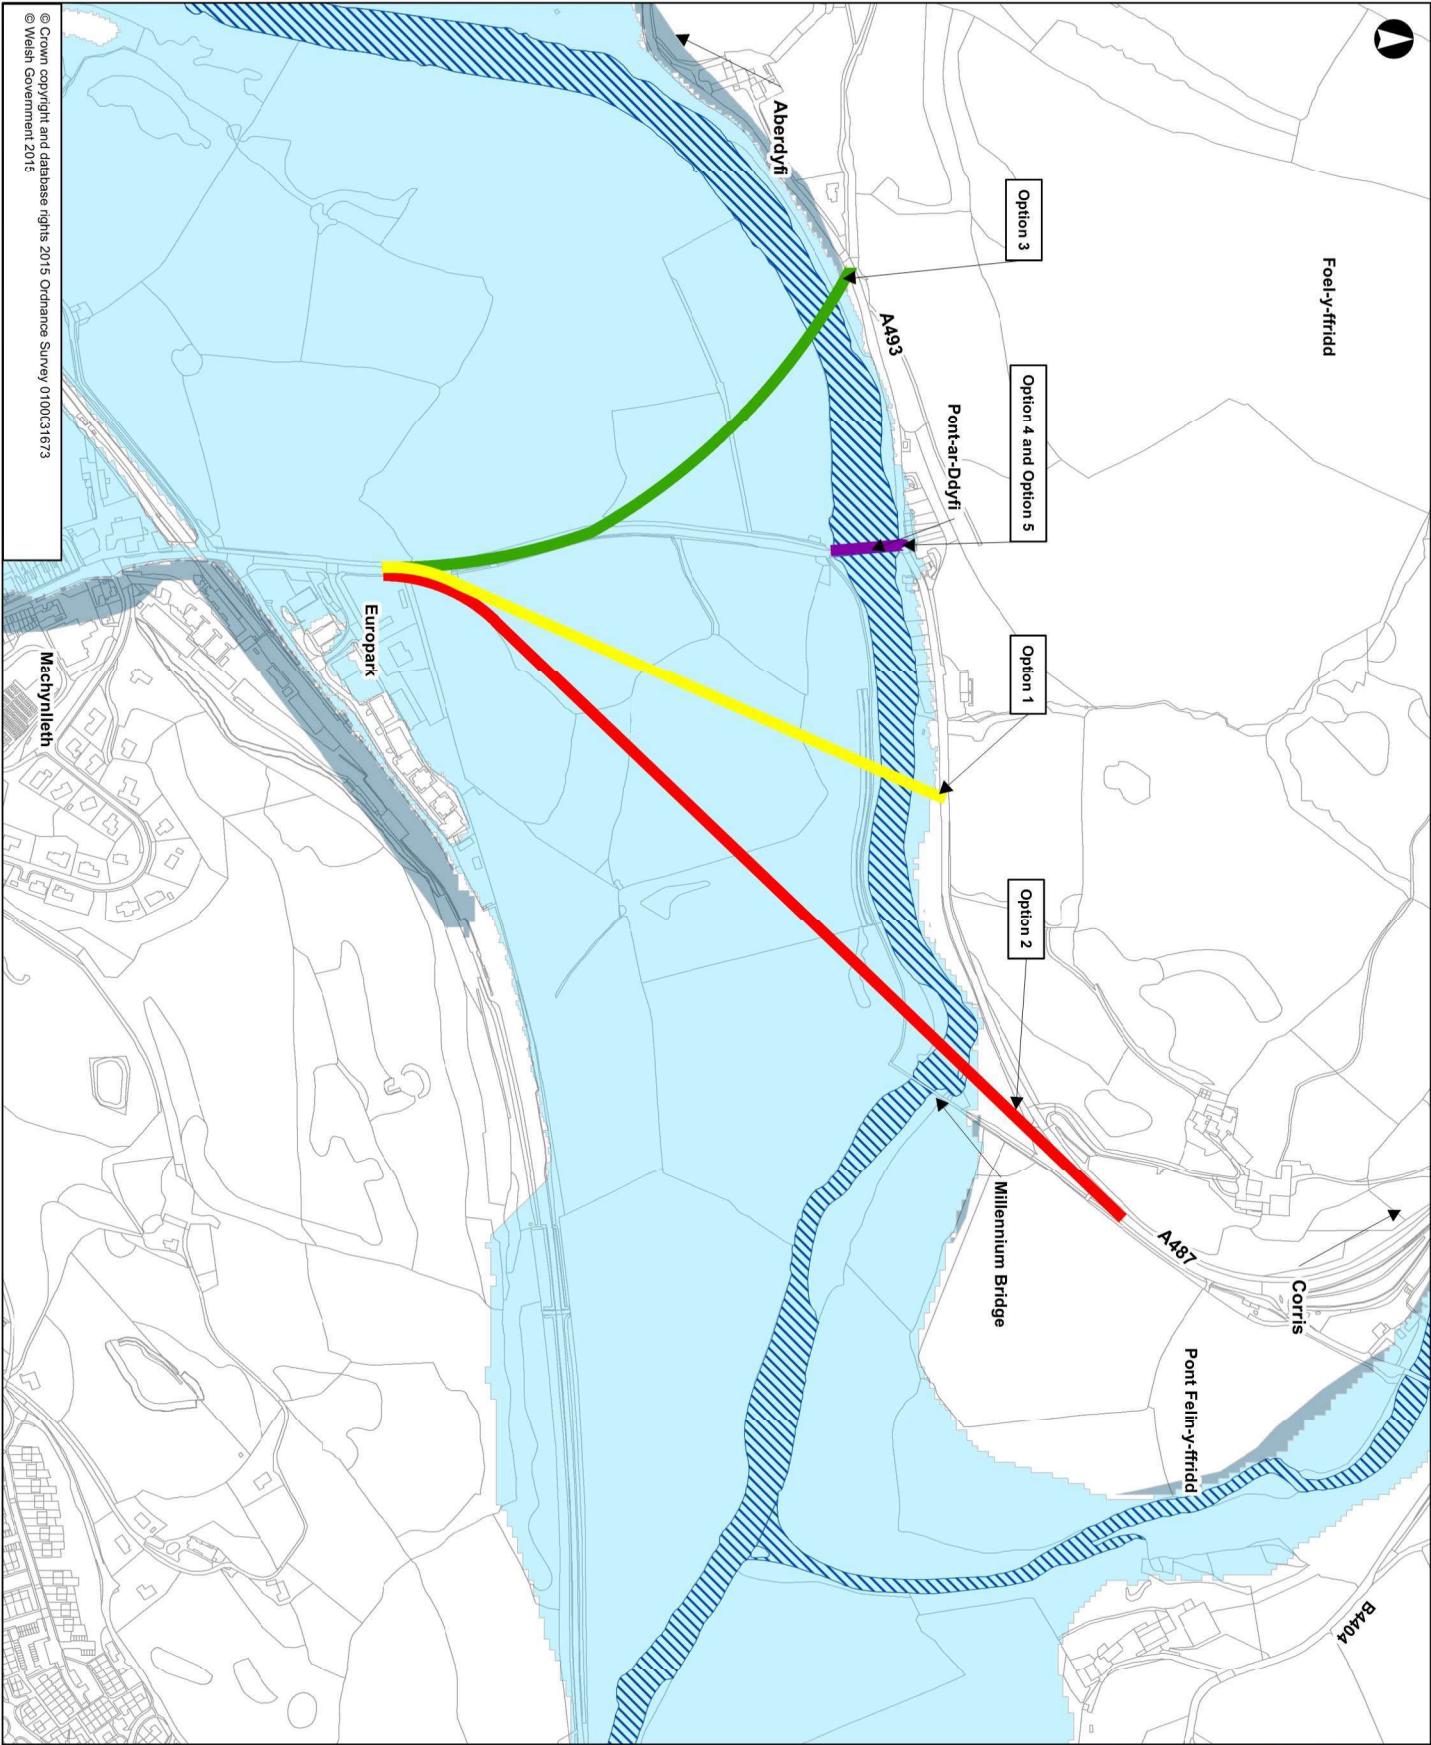 Foel-y-ffridd
Option 3
Option 4 and Option 5
Option 1
Option 2
Aberdyfi
A493
Pont-ar-Ddyfi
Corris
A487
Millennium Bridge
Pont Felin-y-ffridd
B4404
Europark
Machynlleth
© Crown copyright and database rights 2015 Ordnance Survey 0100031673
© Welsh Government 2015